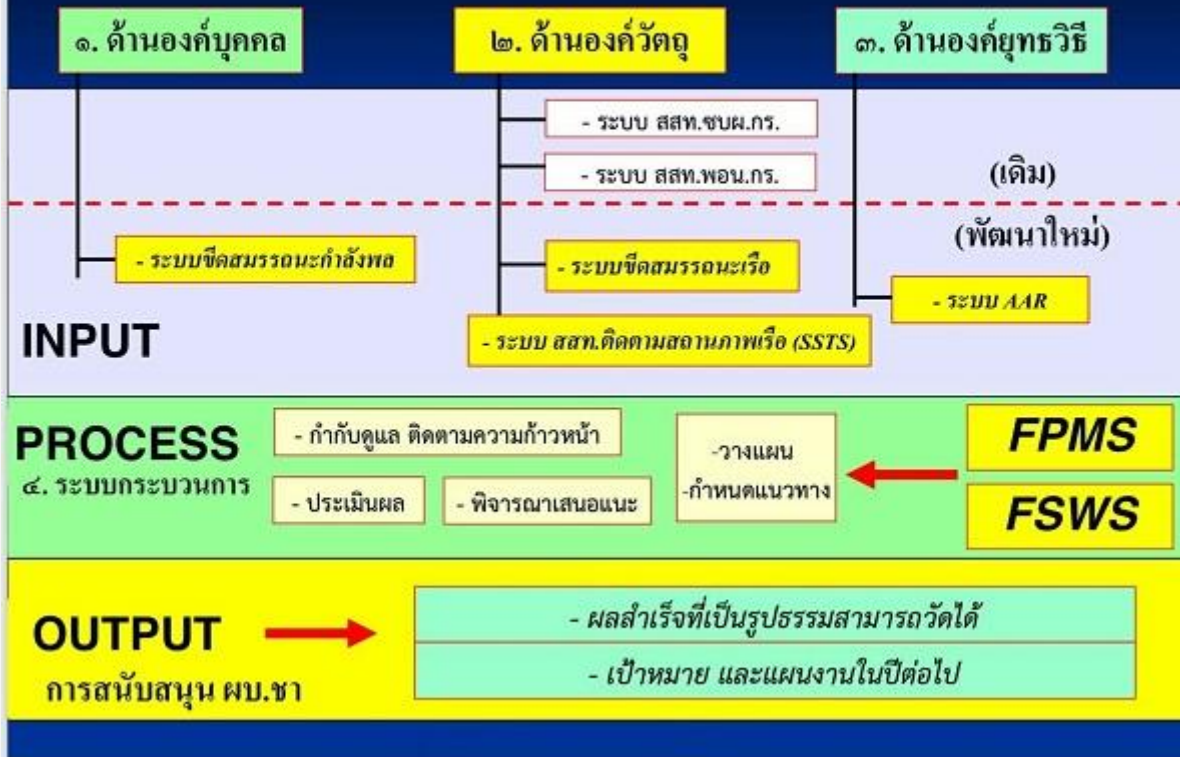 ๑. ด้านองค์บุคคล
๒. ด้านองค์วัตถุ
๓. ด้านองค์ยุทธวิธี
- ระบบ สสท.ซบผ.กร.
- ระบบ สสท.พอน.กร.
(เดิม)
(พัฒนาใหม่)
- ระบบขีดสมรรถนะกำลังพล
- ระบบขีดสมรรถนะเรือ
- ระบบ AAR
INPUT
- ระบบ สสท.ติดตามสถานภาพเรือ (SSTS)
PROCESS
๔. ระบบกระบวนการ
- กำกับดูแล ติดตามความก้าวหน้า
- ประเมินผล
- พิจารณาเสนอแนะ
-วางแผน
-กำหนดแนวทาง
FPMS
FSWS
OUTPUT
การสนับสนุน ผบ.ชา
- ผลสำเร็จที่เป็นรูปธรรมสามารถวัดได้
- เป้าหมาย และแผนงานในปีต่อไป